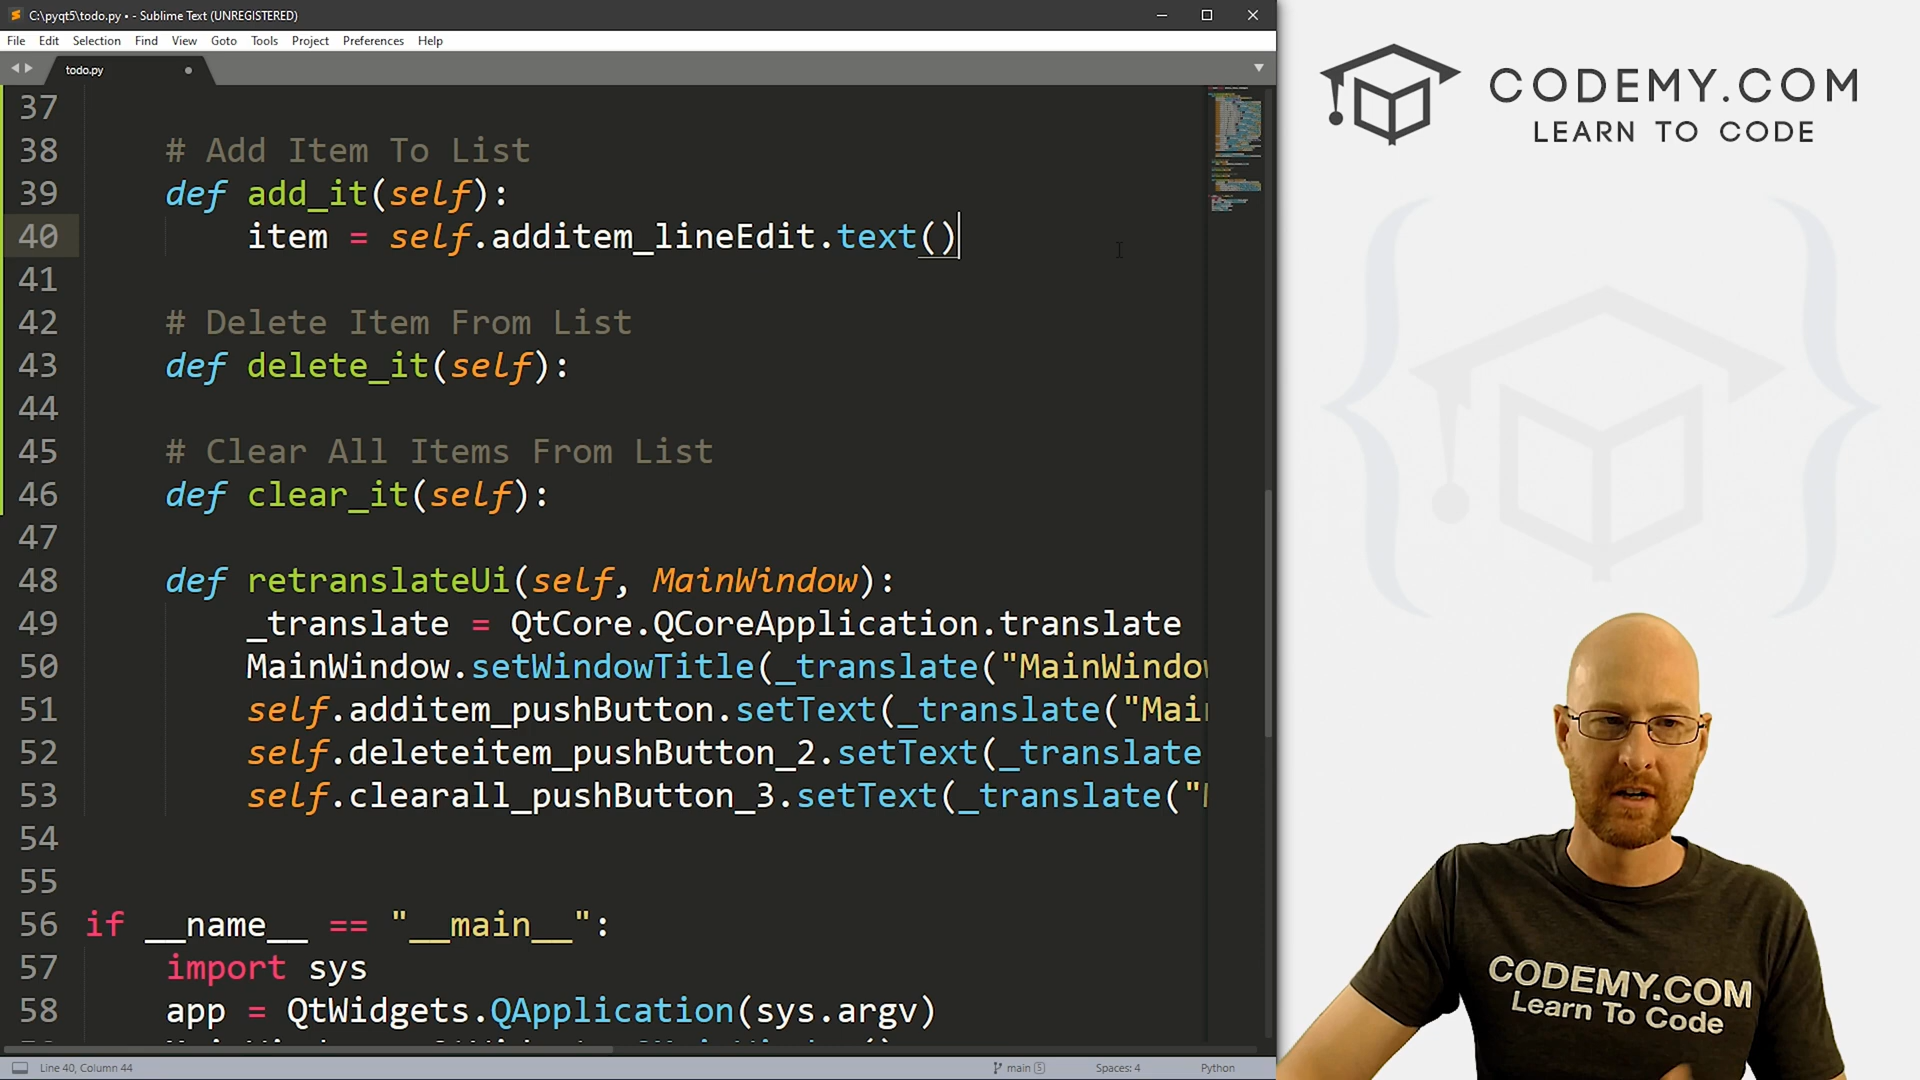 C:\pyqt5\todo.py • - Sublime Text (UNREGISTERED)
File Edit Selection Find View Goto Tools Project Preferences Help
todo.py
37
38 # Add Item To List
39 def add_it(self):
40 item = self.additem_lineEdit.text()
41
42 # Delete Item From List
43 def delete_it(self):
44
45 # Clear All Items From List
46 def clear_it(self):
47
48 def retranslateUi(self, MainWindow):
49 _translate = QtCore.QCoreApplication.translate
50 MainWindow.setWindowTitle(_translate("MainWindow
51 self.additem_pushButton.setText(_translate("Main
52 self.deleteitem_pushButton_2.setText(_translate
53 self.clearall_pushButton_3.setText(_translate("M
54
55
56 if __name__ == "__main__":
57 import sys
58 app = QtWidgets.QApplication(sys.argv)
Line 40, Column 44 main 5 Spaces: 4 Python
CODEMY.COM
LEARN TO CODE
CODEMY.COM
Learn To Code